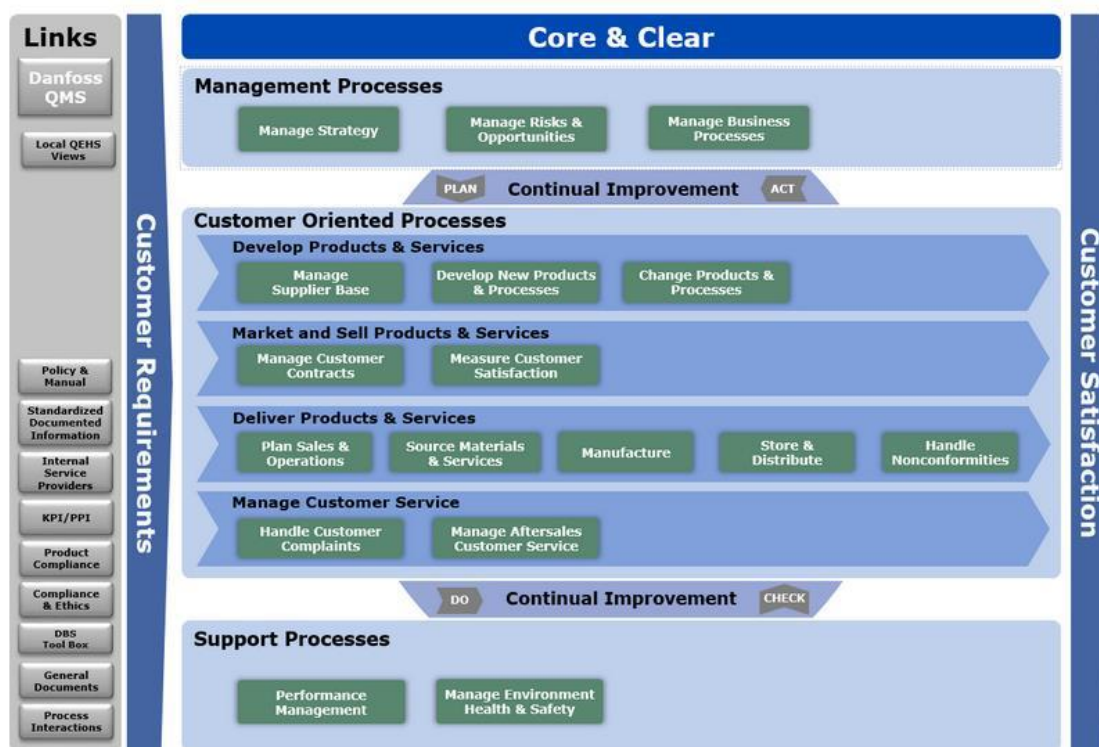 Links
Danfoss
QMS
Local QEHS
Views
Policy &
Manual
Standardized
Documented
Information
Internal
Service
Providers
KPI/PPI
Product
Compliance
Compliance
& Ethics
DBS
Tool Box
General
Documents
Process
Interactions
Customer Requirements
Core & Clear
Management Processes
Manage Strategy
Manage Risks &
Opportunities
Manage Business
Processes
PLAN
Continual Improvement
ACT
Customer Oriented Processes
Develop Products & Services
Manage
Supplier Base
Develop New Products
& Processes
Change Products &
Processes
Market and Sell Products & Services
Manage Customer
Contracts
Measure Customer
Satisfaction
Deliver Products & Services
Plan Sales &
Operations
Source Materials
& Services
Manufacture
Store &
Distribute
Handle
Nonconformities
Manage Customer Service
Handle Customer
Complaints
Manage Aftersales
Customer Service
DO
Continual Improvement
CHECK
Support Processes
Performance
Management
Manage Environment
Health & Safety
Customer Satisfaction